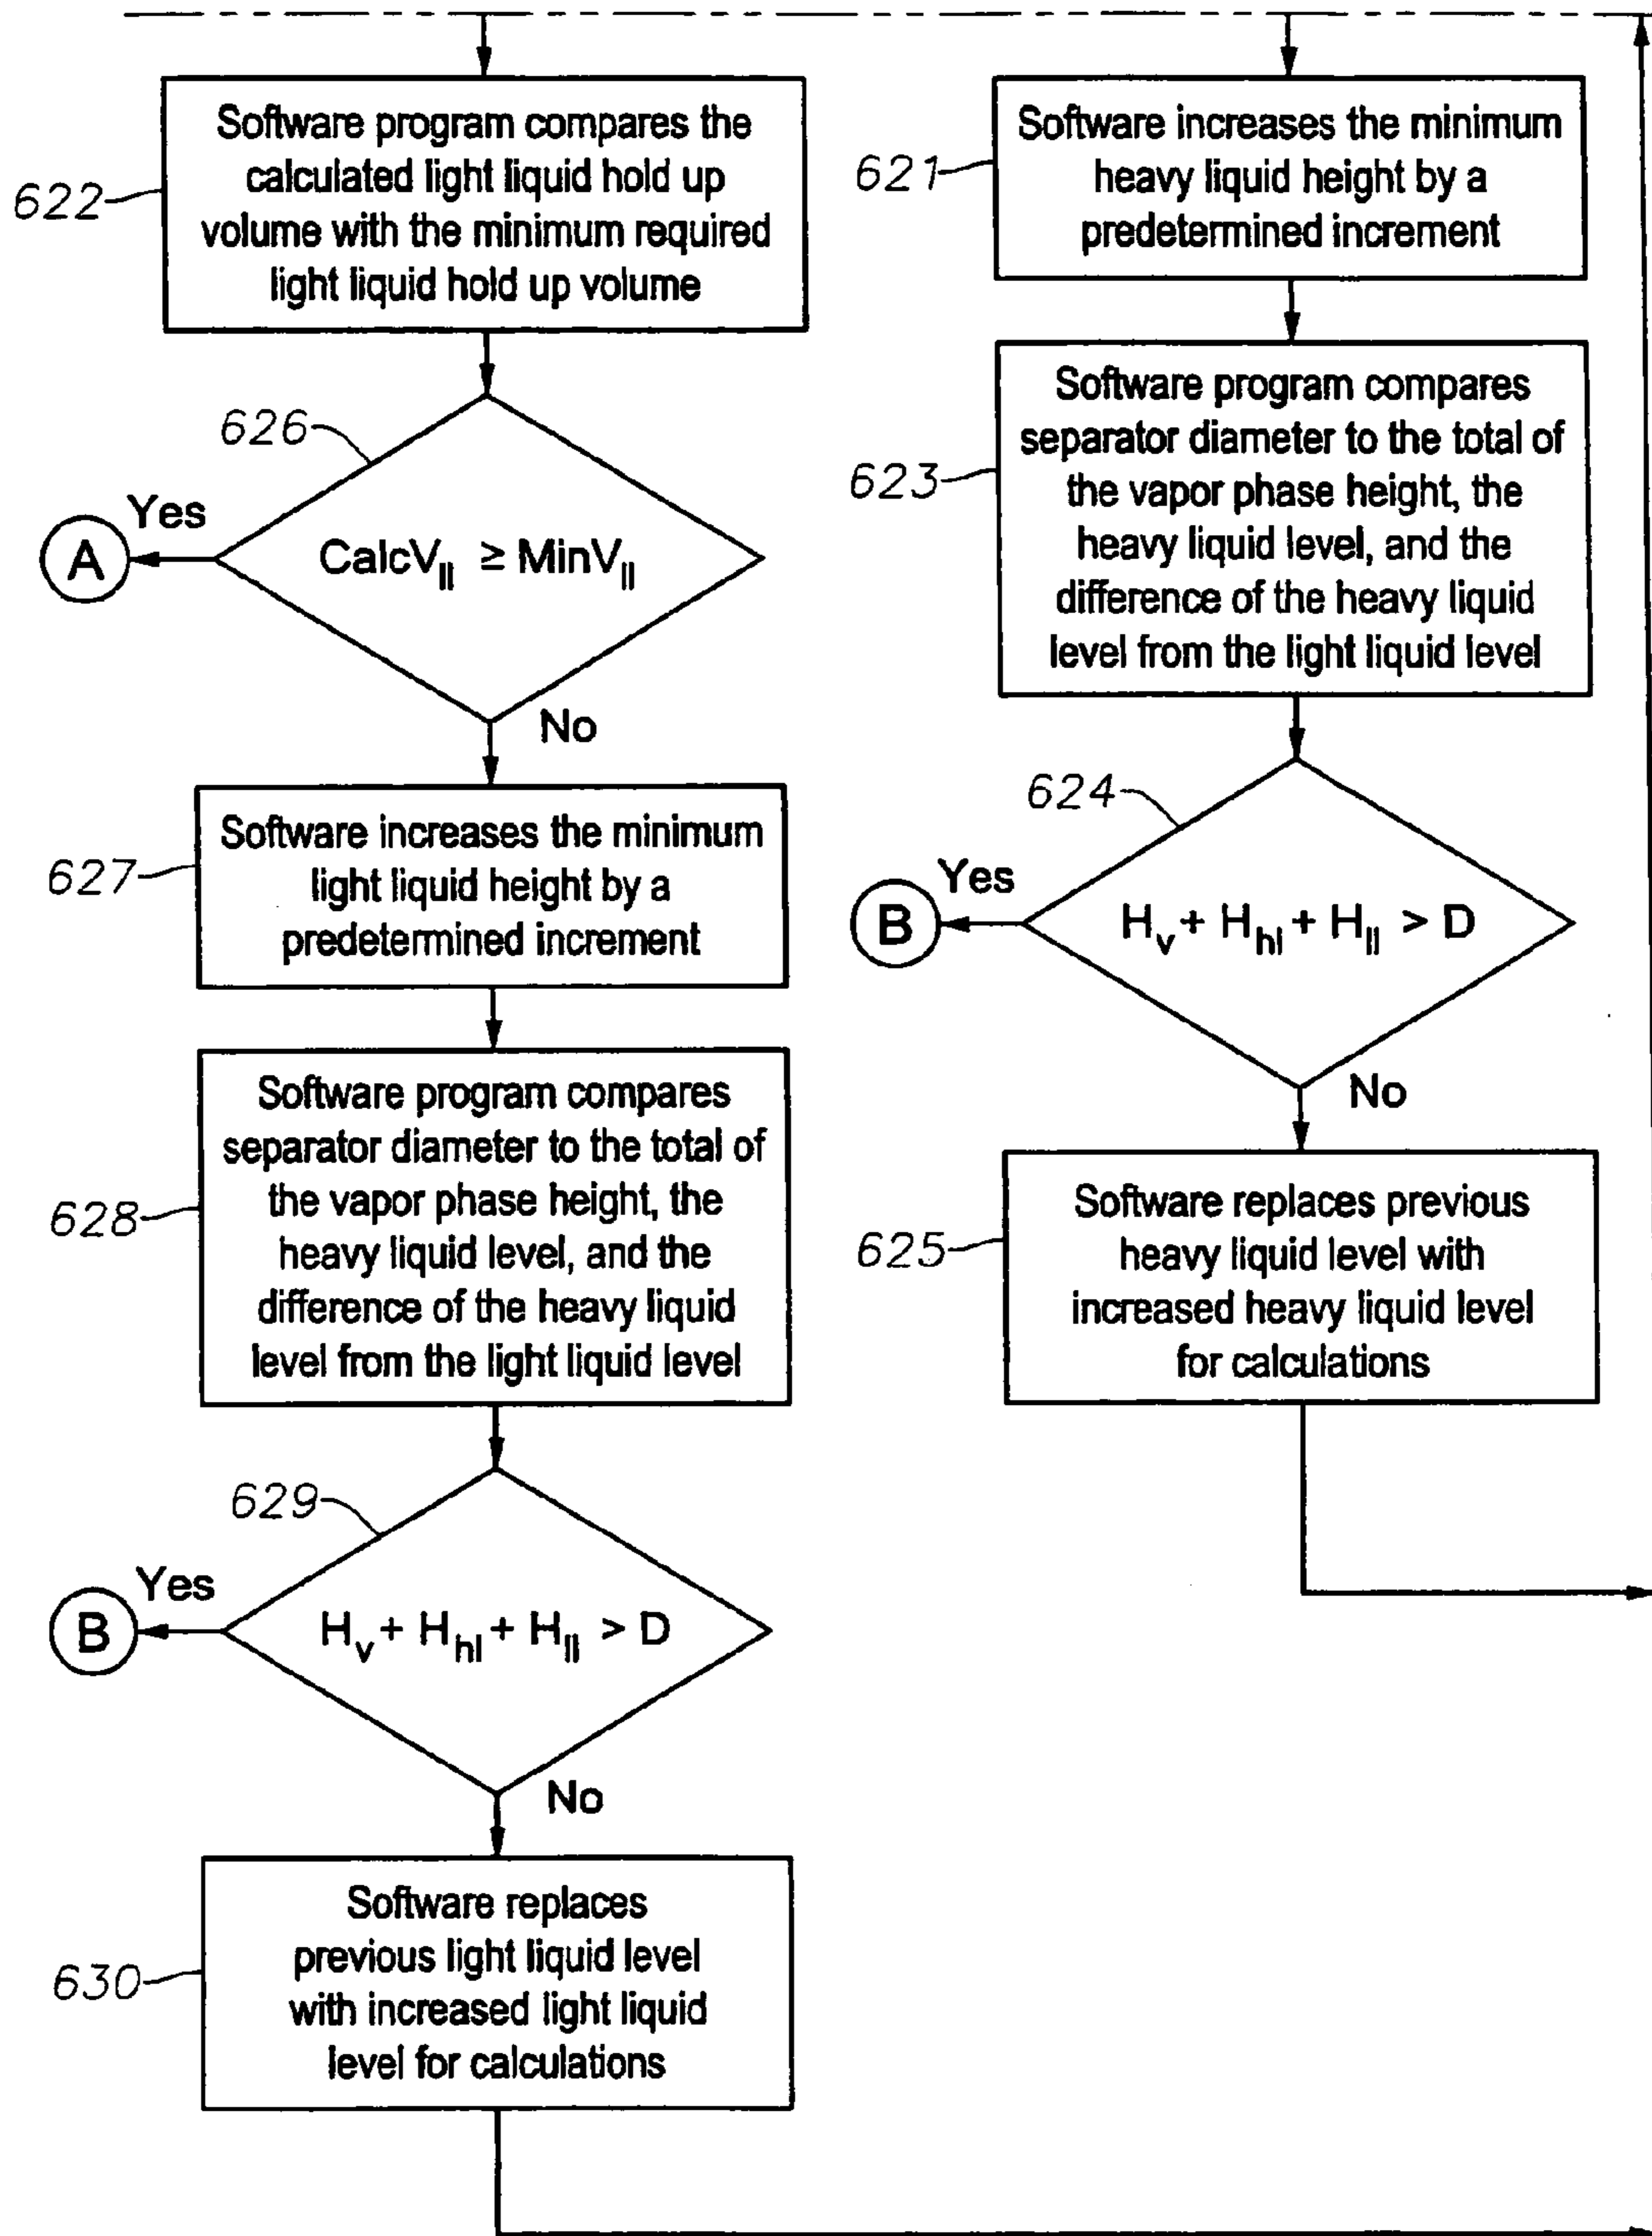 622
Software program compares the
calculated light liquid hold up
volume with the minimum required
light liquid hold up volume
626
Yes
A
CalcV_ll ≥ MinV_ll
No
627
Software increases the minimum
light liquid height by a
predetermined increment
628
Software program compares
separator diameter to the total of
the vapor phase height, the
heavy liquid level, and the
difference of the heavy liquid
level from the light liquid level
629
Yes
B
H_v + H_hl + H_ll > D
No
630
Software replaces
previous light liquid level
with increased light liquid
level for calculations
621
Software increases the minimum
heavy liquid height by a
predetermined increment
623
Software program compares
separator diameter to the total of
the vapor phase height, the
heavy liquid level, and the
difference of the heavy liquid
level from the light liquid level
624
Yes
B
H_v + H_hl + H_ll > D
No
625
Software replaces previous
heavy liquid level with
increased heavy liquid level
for calculations